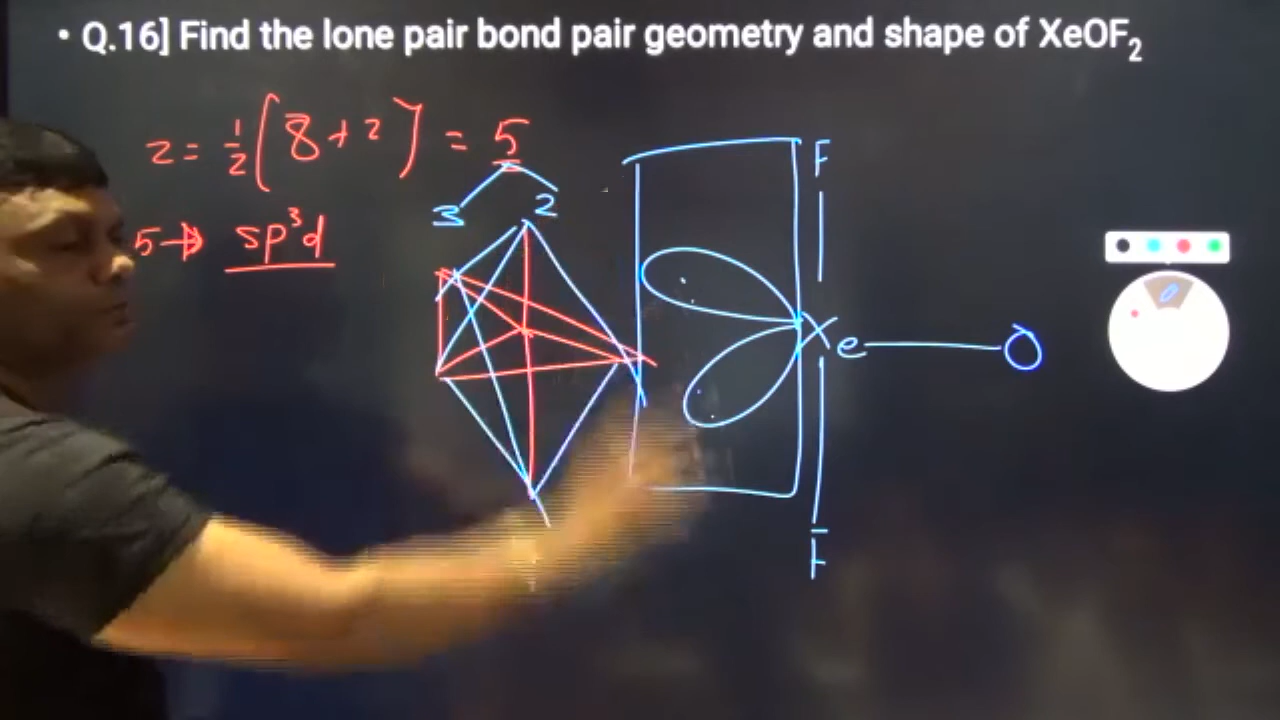 • Q.16] Find the lone pair bond pair geometry and shape of XeOF₂
z = ½(8+2) = 5
3 2
5 → sp³d
F
Xe — O
F